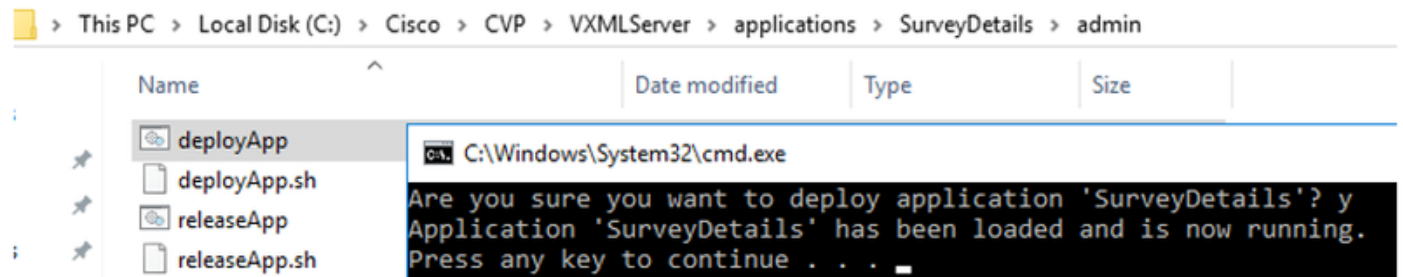 This PC > Local Disk (C:) > Cisco > CVP > VXMLServer > applications > SurveyDetails > admin
Name Date modified Type Size
deployApp
deployApp.sh
releaseApp
releaseApp.sh
C:\Windows\System32\cmd.exe
Are you sure you want to deploy application 'SurveyDetails'? y
Application 'SurveyDetails' has been loaded and is now running.
Press any key to continue . . .